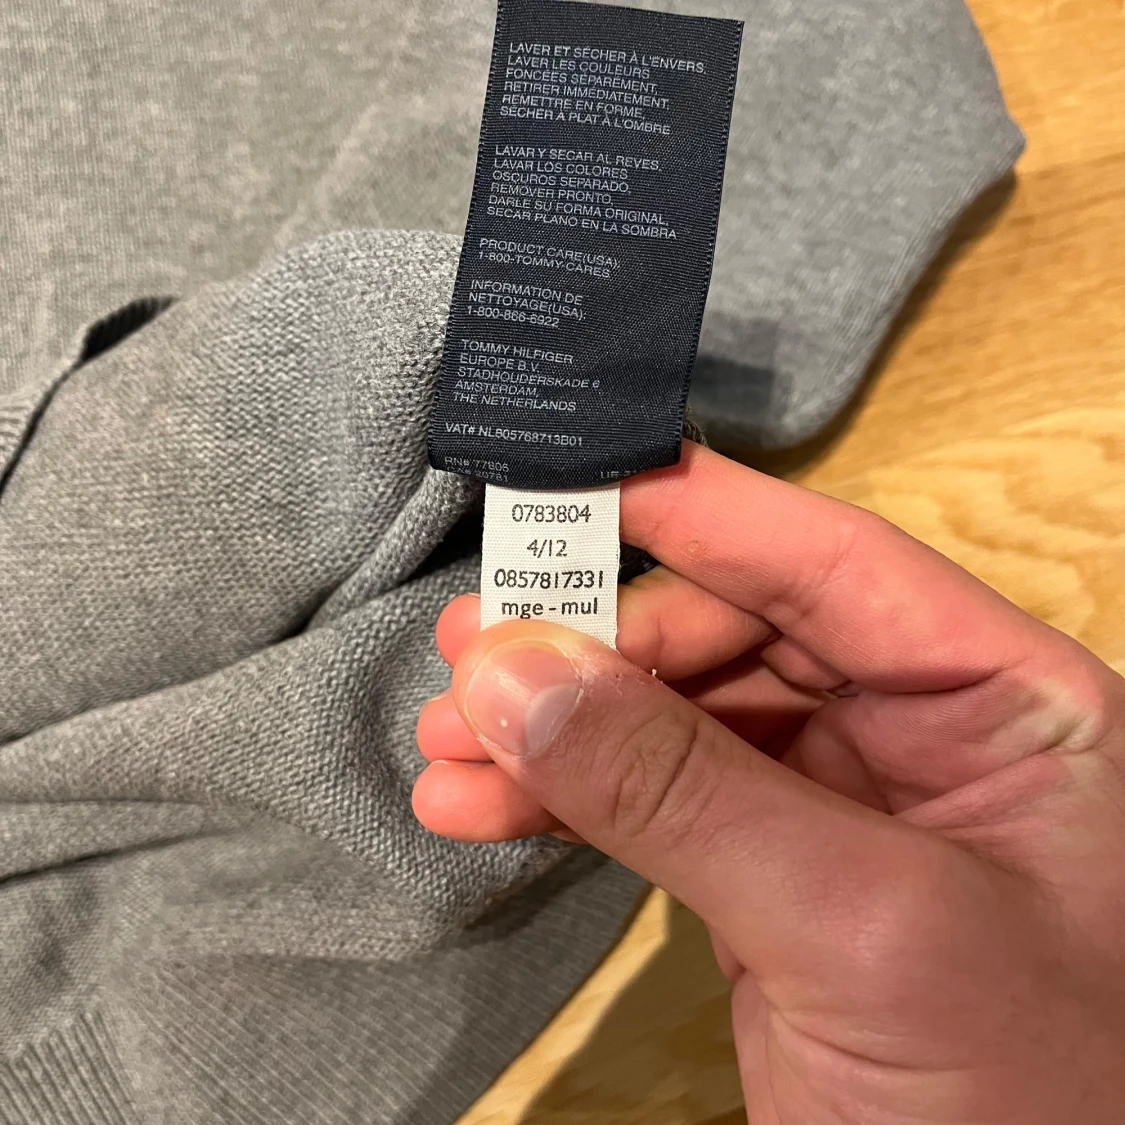 LAVER ET SÉCHER À L'ENVERS.
LAVER LES COULEURS
FONCÉES SÉPARÉMENT.
RETIRER IMMÉDIATEMENT.
REMETTRE EN FORME.
SÉCHER À PLAT À L'OMBRE
LAVAR Y SECAR AL REVES.
LAVAR LOS COLORES
OSCUROS SEPARADO.
REMOVER PRONTO.
DARLE SU FORMA ORIGINAL.
SECAR PLANO EN LA SOMBRA
PRODUCT CARE(USA):
1-800-TOMMY-CARES
INFORMATION DE
NETTOYAGE(USA):
1-800-866-6922
TOMMY HILFIGER
EUROPE B.V.
STADHOUDERSKADE 6
AMSTERDAM,
THE NETHERLANDS
VAT# NL805768713B01
RN# 77806
20781
0783804
4/12
0857817331
mge - mul